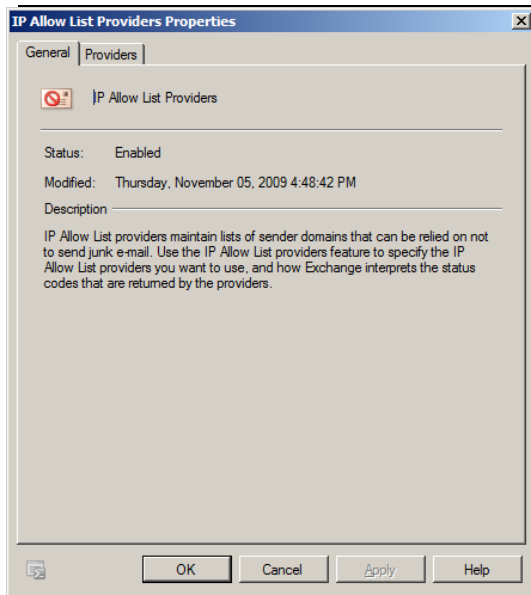 IP Allow List Providers Properties
General Providers
IP Allow List Providers
Status: Enabled
Modified: Thursday, November 05, 2009 4:48:42 PM
Description
IP Allow List providers maintain lists of sender domains that can be relied on not
to send junk e-mail. Use the IP Allow List providers feature to specify the IP
Allow List providers you want to use, and how Exchange interprets the status
codes that are returned by the providers.
OK Cancel Apply Help